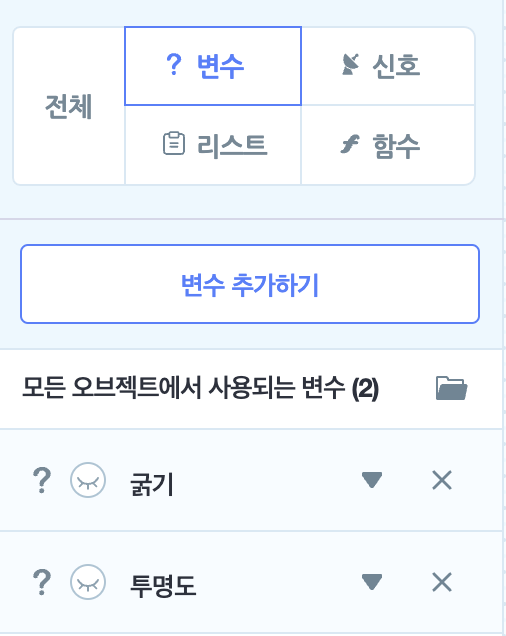 전체
? 변수
신호
리스트
f 함수
변수 추가하기
모든 오브젝트에서 사용되는 변수 (2)
? 굵기
? 투명도